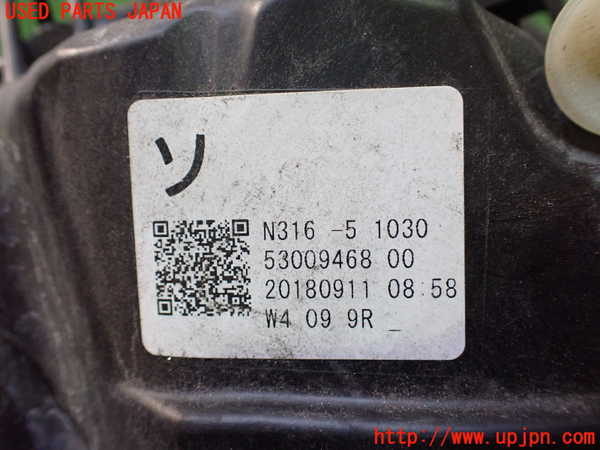 USED PARTS JAPAN
ソ
N316 -5 1030
53009468 00
20180911 08:58
W4 09 9R _
http://www.upjpn.com/